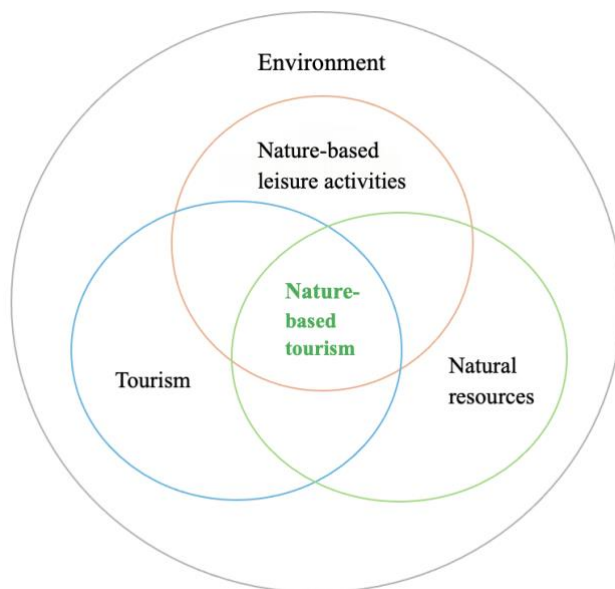 Environment
Nature-based
leisure activities
Nature-
based
tourism
Tourism
Natural
resources